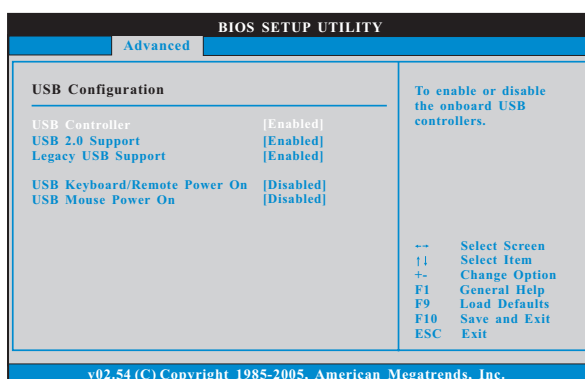 BIOS SETUP UTILITY
Advanced
USB Configuration
USB Controller [Enabled]
USB 2.0 Support [Enabled]
Legacy USB Support [Enabled]
USB Keyboard/Remote Power On [Disabled]
USB Mouse Power On [Disabled]
To enable or disable
the onboard USB
controllers.
←→ Select Screen
↑↓ Select Item
+- Change Option
F1 General Help
F9 Load Defaults
F10 Save and Exit
ESC Exit
v02.54 (C) Copyright 1985-2005, American Megatrends, Inc.